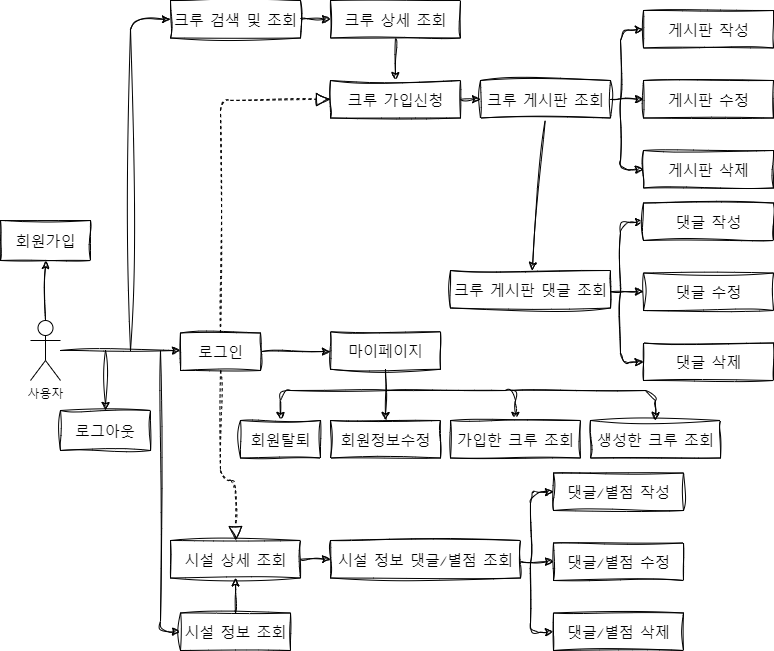 크루 검색 및 조회
크루 상세 조회
게시판 작성
크루 가입신청
크루 게시판 조회
게시판 수정
게시판 삭제
댓글 작성
회원가입
크루 게시판 댓글 조회
댓글 수정
사용자
로그인
마이페이지
댓글 삭제
로그아웃
회원탈퇴
회원정보수정
가입한 크루 조회
생성한 크루 조회
댓글/별점 작성
시설 상세 조회
시설 정보 댓글/별점 조회
댓글/별점 수정
시설 정보 조회
댓글/별점 삭제